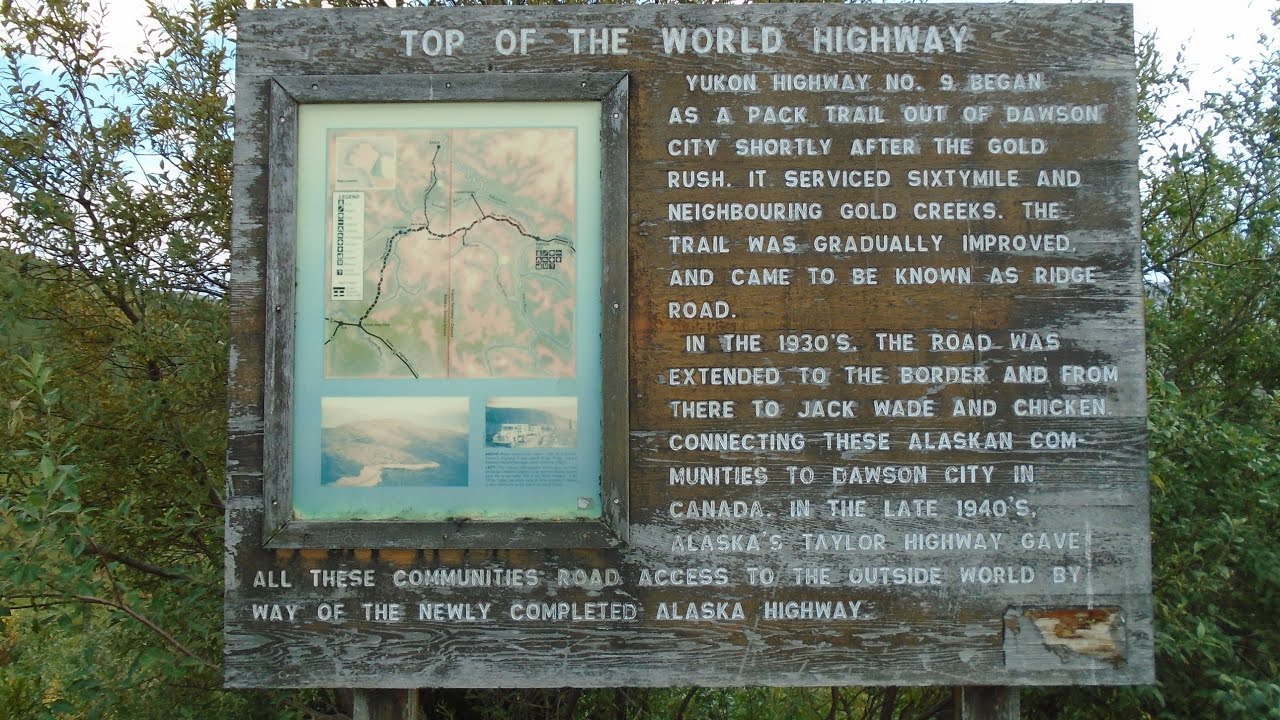 TOP OF THE WORLD HIGHWAY
YUKON HIGHWAY NO. 9 BEGAN
AS A PACK TRAIL OUT OF DAWSON
CITY SHORTLY AFTER THE GOLD
RUSH. IT SERVICED SIXTYMILE AND
NEIGHBOURING GOLD CREEKS. THE
TRAIL WAS GRADUALLY IMPROVED,
AND CAME TO BE KNOWN AS RIDGE
ROAD.
IN THE 1930'S, THE ROAD WAS
EXTENDED TO THE BORDER AND FROM
THERE TO JACK WADE AND CHICKEN,
CONNECTING THESE ALASKAN COM-
MUNITIES TO DAWSON CITY IN
CANADA. IN THE LATE 1940'S,
ALASKA'S TAYLOR HIGHWAY GAVE
ALL THESE COMMUNITIES ROAD ACCESS TO THE OUTSIDE WORLD BY
WAY OF THE NEWLY COMPLETED ALASKA HIGHWAY.
LEGEND